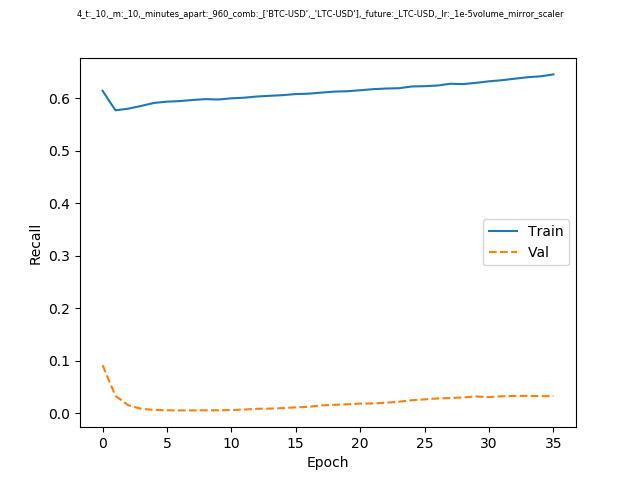 4_t:_10,_m:_10,_minutes_apart:_960_comb:_['BTC-USD',_'LTC-USD'],_future:_LTC-USD,_lr:_1e-5volume_mirror_scaler
0.6
0.5
0.4
0.3
0.2
0.1
0.0
Recall
Train
Val
0 5 10 15 20 25 30 35
Epoch